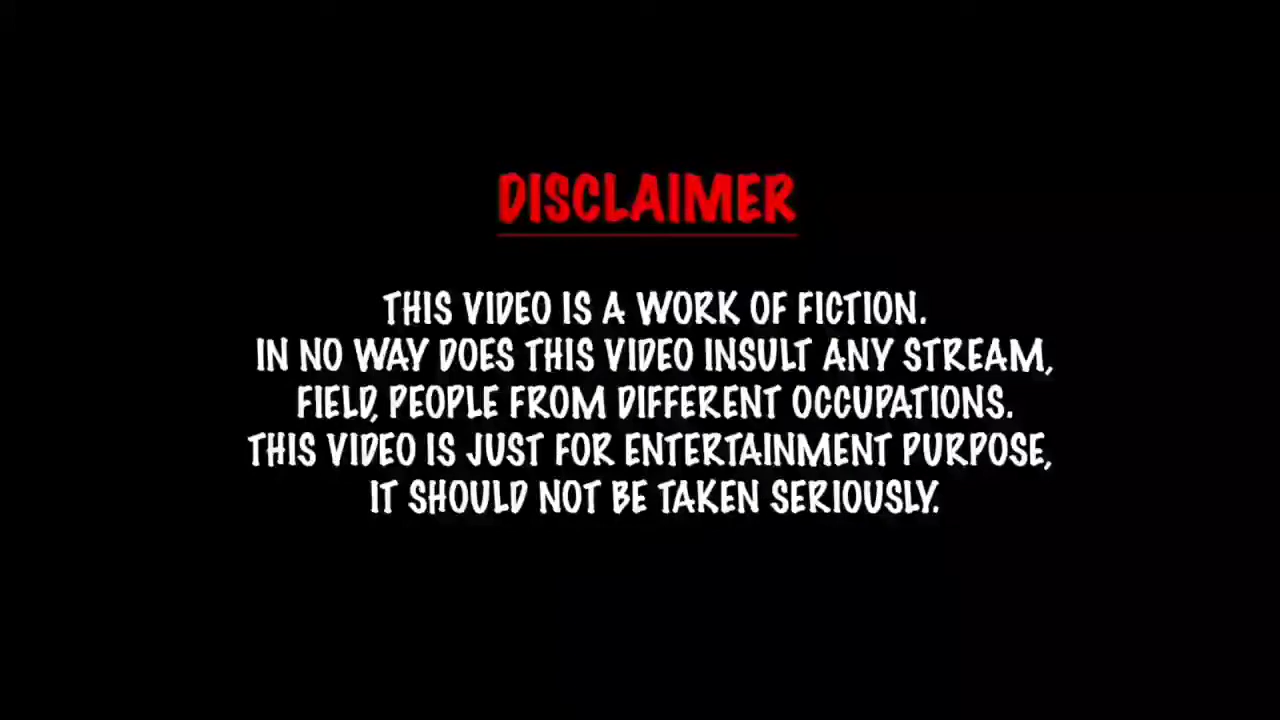 DISCLAIMER
THIS VIDEO IS A WORK OF FICTION.
IN NO WAY DOES THIS VIDEO INSULT ANY STREAM,
FIELD, PEOPLE FROM DIFFERENT OCCUPATIONS.
THIS VIDEO IS JUST FOR ENTERTAINMENT PURPOSE,
IT SHOULD NOT BE TAKEN SERIOUSLY.